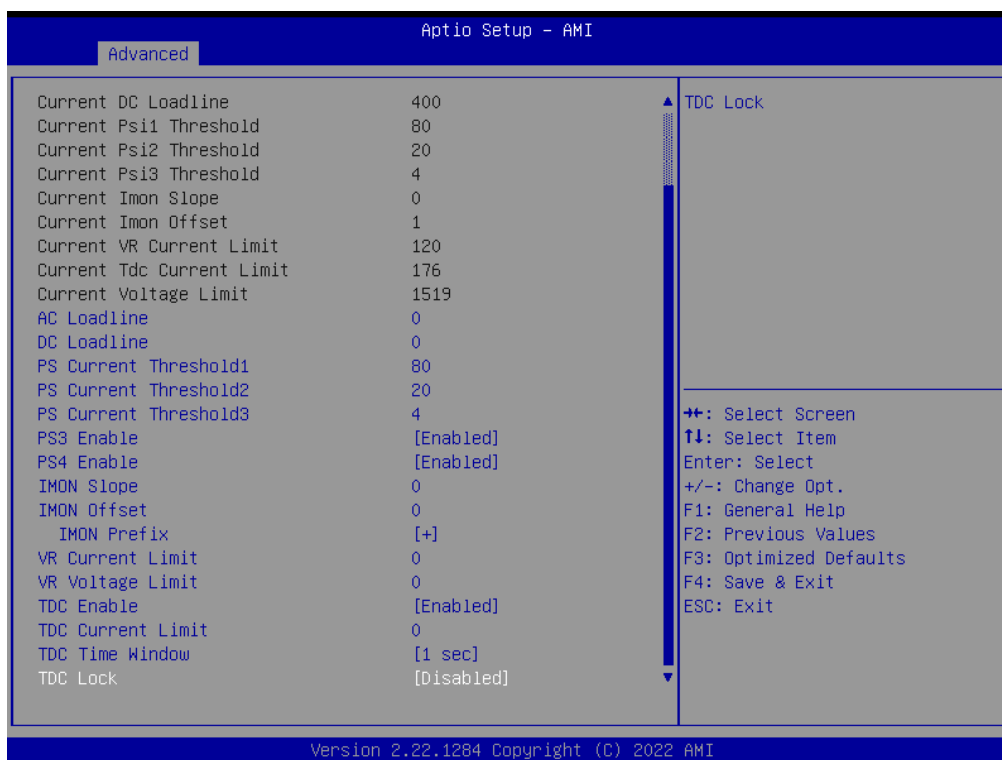 Aptio Setup - AMI
Advanced
Current DC Loadline 400
Current Psi1 Threshold 80
Current Psi2 Threshold 20
Current Psi3 Threshold 4
Current Imon Slope 0
Current Imon Offset 1
Current VR Current Limit 120
Current Tdc Current Limit 176
Current Voltage Limit 1519
AC Loadline 0
DC Loadline 0
PS Current Threshold1 80
PS Current Threshold2 20
PS Current Threshold3 4
PS3 Enable [Enabled]
PS4 Enable [Enabled]
IMON Slope 0
IMON Offset 0
IMON Prefix [+]
VR Current Limit 0
VR Voltage Limit 0
TDC Enable [Enabled]
TDC Current Limit 0
TDC Time Window [1 sec]
TDC Lock [Disabled]
TDC Lock
→←: Select Screen
↑↓: Select Item
Enter: Select
+/-: Change Opt.
F1: General Help
F2: Previous Values
F3: Optimized Defaults
F4: Save & Exit
ESC: Exit
Version 2.22.1284 Copyright (C) 2022 AMI